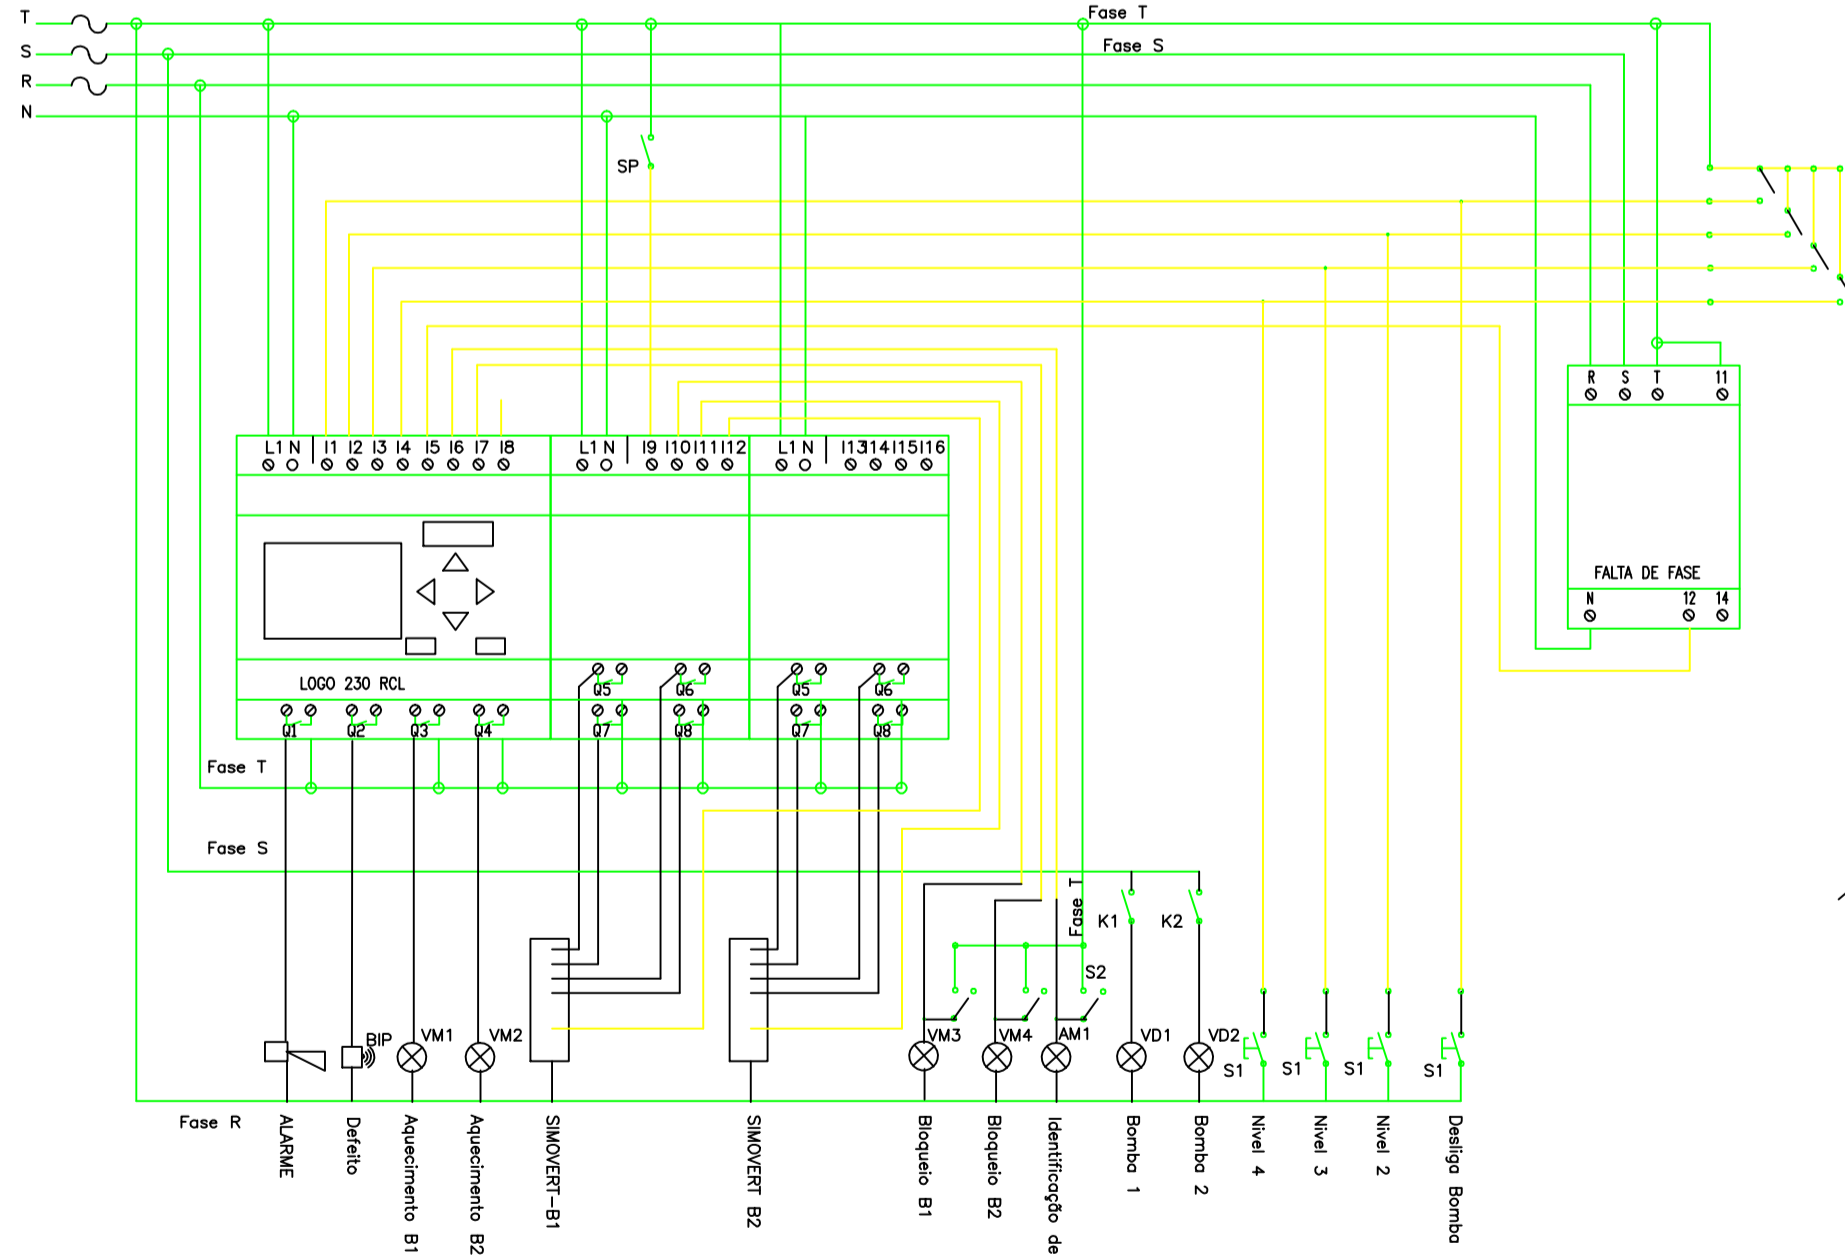 T
Fase T
S
Fase S
R
N
SP
R S T 11
L1 N I1 I2 I3 I4 I5 I6 I7 I8 L1 N I9 I10 I11 I12 L1 N I13 I14 I15 I16
FALTA DE FASE
N 12 14
LOGO 230 RCL
Q5 Q6 Q5 Q6
Q1 Q2 Q3 Q4 Q7 Q8 Q7 Q8
Fase T
Fase S
Fase T
K1 K2
S2
BIP VM1 VM2 VM3 VM4 AM1 VD1 VD2
S1 S1 S1 S1
Fase R
ALARME
Defeito
Aquecimento B1
Aquecimento B2
SIMOVERT-B1
SIMOVERT B2
Bloqueio B1
Bloqueio B2
Identificação de
Bomba 1
Bomba 2
Nivel 4
Nivel 3
Nivel 2
Desliga Bomba